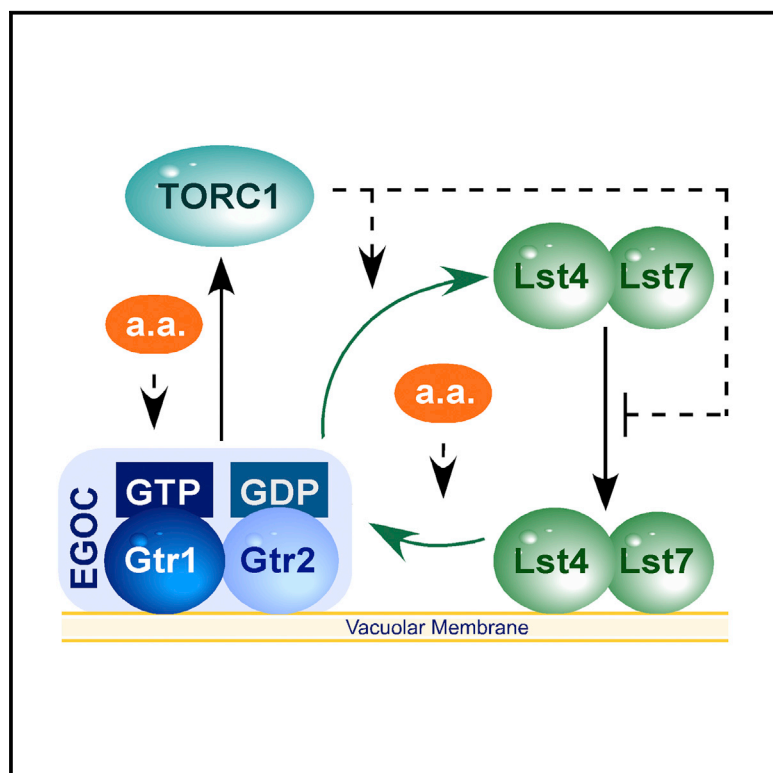 TORC1
Lst4
Lst7
a.a.
a.a.
EGOC
GTP
GDP
Gtr1
Gtr2
Lst4
Lst7
Vacuolar Membrane